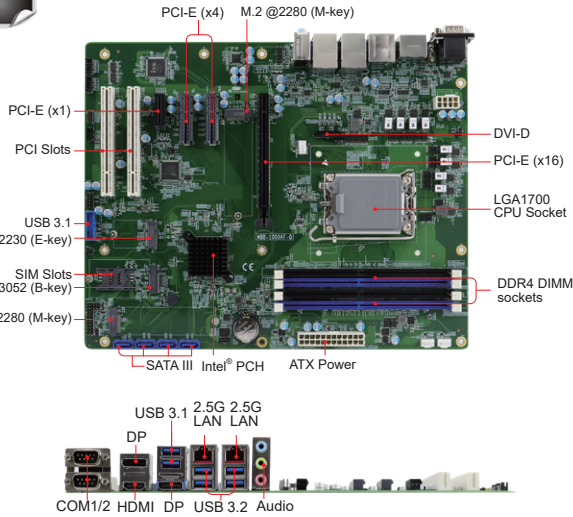 PCI-E (x4)
M.2 @2280 (M-key)
PCI-E (x1)
DVI-D
PCI Slots
PCI-E (x16)
LGA1700
CPU Socket
USB 3.1
2230 (E-key)
SIM Slots
3052 (B-key)
DDR4 DIMM
sockets
2280 (M-key)
SATA III
Intel® PCH
ATX Power
2.5G
LAN
2.5G
LAN
USB 3.1
DP
COM1/2
HDMI
DP
USB 3.2
Audio